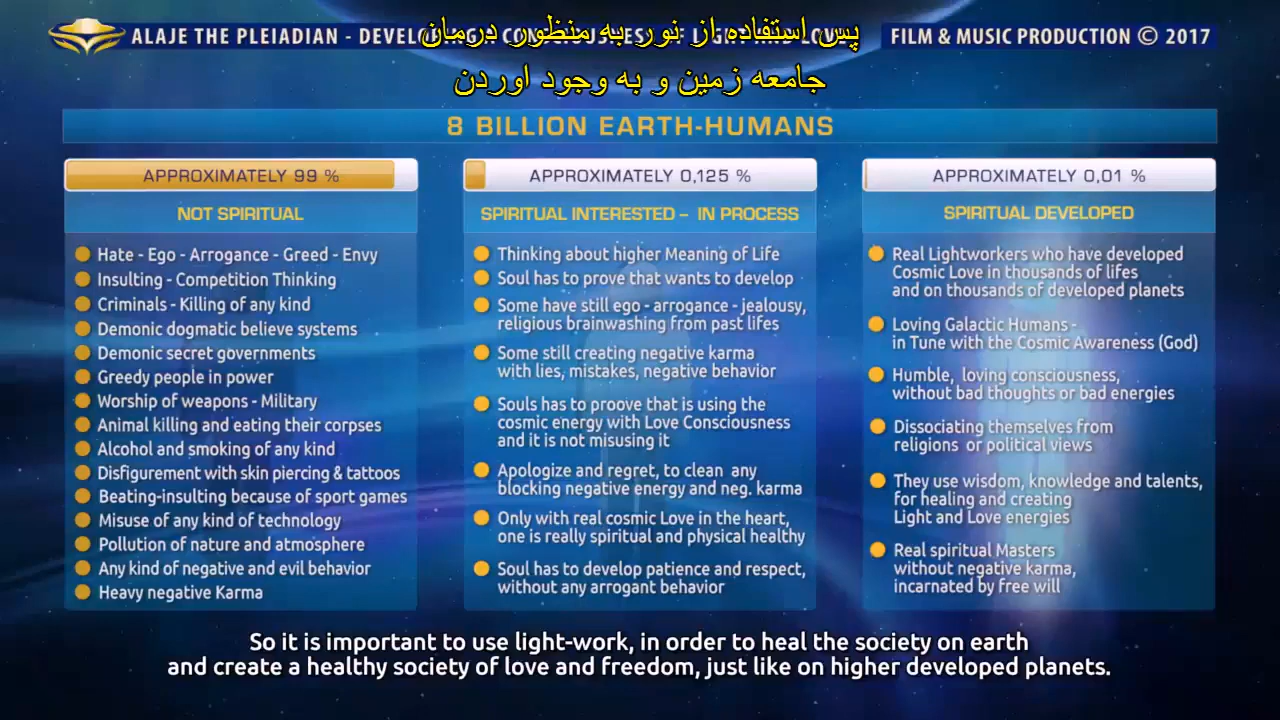 ALAJE THE PLEIADIAN - DEVELOPING A CONSCIOUSNESS OF LIGHT AND LOVE
FILM & MUSIC PRODUCTION © 2017
پس استفاده از نور به منظور درمان
جامعه زمین و به وجود اوردن
8 BILLION EARTH-HUMANS
APPROXIMATELY 99 %
NOT SPIRITUAL
Hate - Ego - Arrogance - Greed - Envy
Insulting - Competition Thinking
Criminals - Killing of any kind
Demonic dogmatic believe systems
Demonic secret governments
Greedy people in power
Worship of weapons - Military
Animal killing and eating their corpses
Alcohol and smoking of any kind
Disfigurement with skin piercing & tattoos
Beating-insulting because of sport games
Misuse of any kind of technology
Pollution of nature and atmosphere
Any kind of negative and evil behavior
Heavy negative Karma
APPROXIMATELY 0,125 %
SPIRITUAL INTERESTED – IN PROCESS
Thinking about higher Meaning of Life
Soul has to prove that wants to develop
Some have still ego - arrogance - jealousy,
religious brainwashing from past lifes
Some still creating negative karma
with lies, mistakes, negative behavior
Souls has to proove that is using the
cosmic energy with Love Consciousness
and it is not misusing it
Apologize and regret, to clean any
blocking negative energy and neg. karma
Only with real cosmic Love in the heart,
one is really spiritual and physical healthy
Soul has to develop patience and respect,
without any arrogant behavior
APPROXIMATELY 0,01 %
SPIRITUAL DEVELOPED
Real Lightworkers who have developed
Cosmic Love in thousands of lifes
and on thousands of developed planets
Loving Galactic Humans -
in Tune with the Cosmic Awareness (God)
Humble, loving consciousness,
without bad thoughts or bad energies
Dissociating themselves from
religions or political views
They use wisdom, knowledge and talents,
for healing and creating
Light and Love energies
Real spiritual Masters
without negative karma,
incarnated by free will
So it is important to use light-work, in order to heal the society on earth
and create a healthy society of love and freedom, just like on higher developed planets.